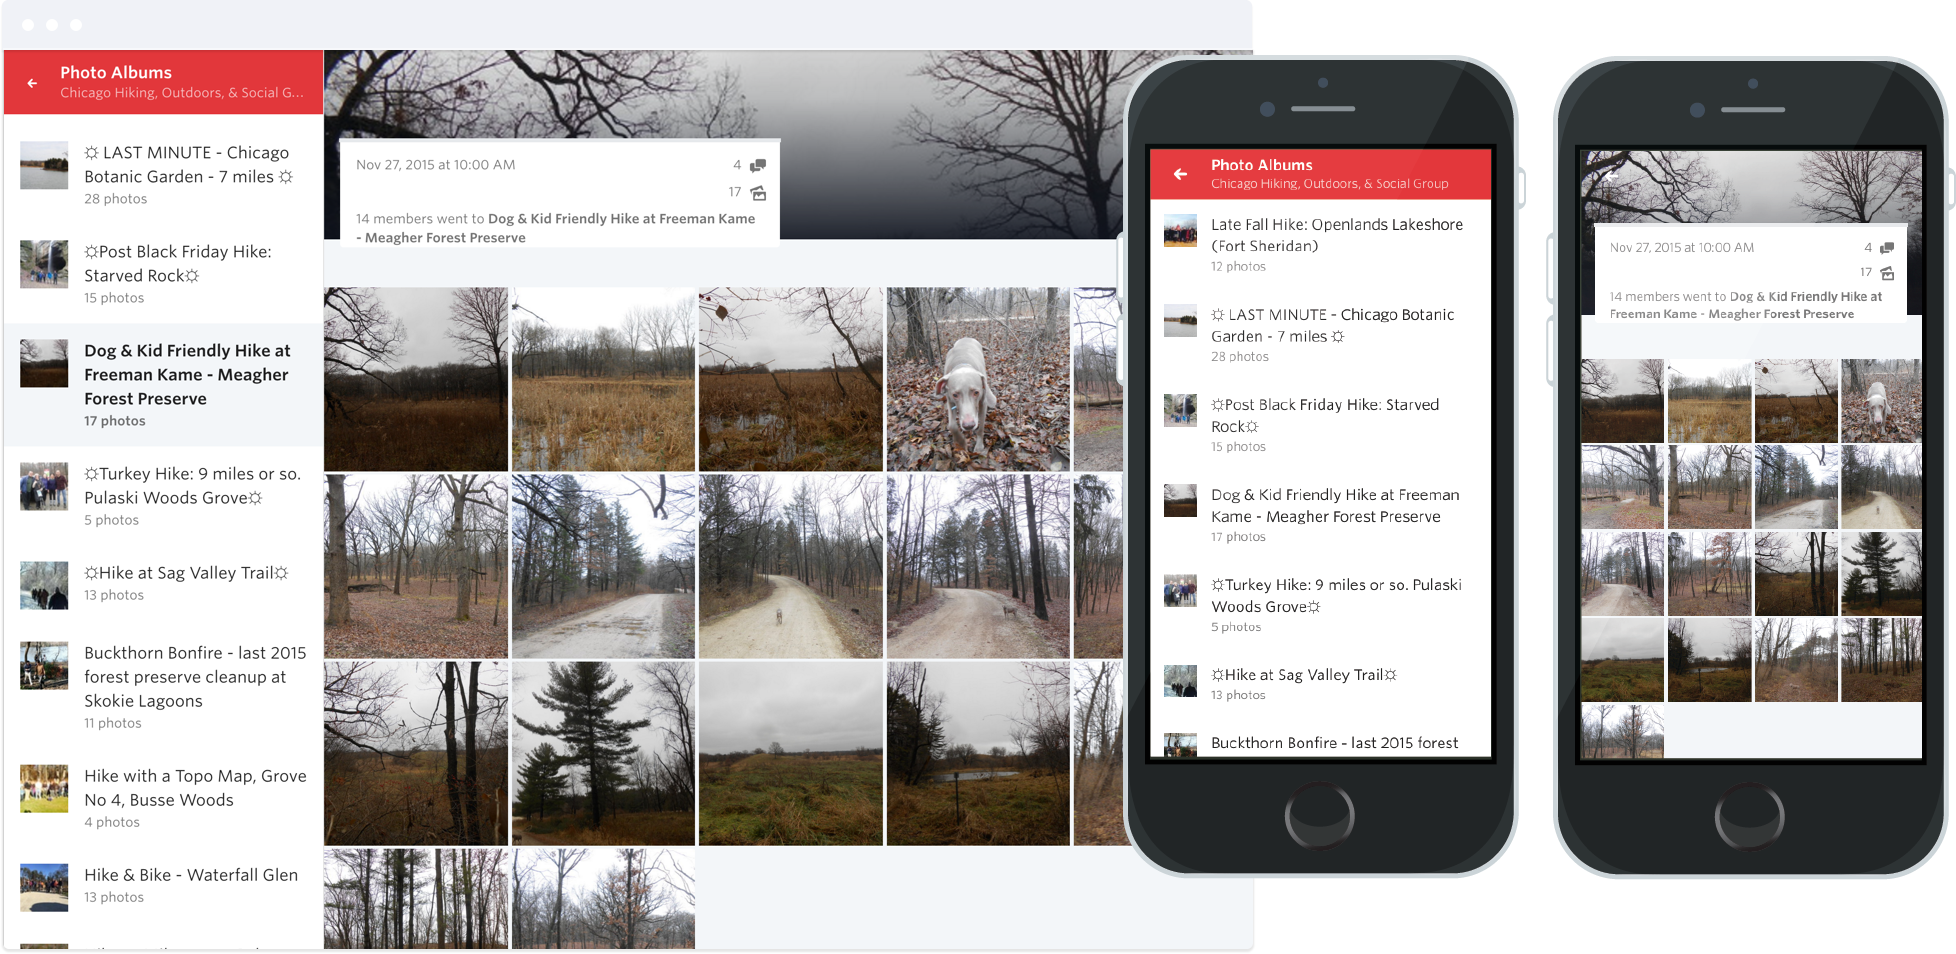 Photo Albums
Chicago Hiking, Outdoors, & Social G...
☼ LAST MINUTE - Chicago
Botanic Garden - 7 miles ☼
28 photos
☼Post Black Friday Hike:
Starved Rock☼
15 photos
Dog & Kid Friendly Hike at
Freeman Kame - Meagher
Forest Preserve
17 photos
☼Turkey Hike: 9 miles or so.
Pulaski Woods Grove☼
5 photos
☼Hike at Sag Valley Trail☼
13 photos
Buckthorn Bonfire - last 2015
forest preserve cleanup at
Skokie Lagoons
11 photos
Hike with a Topo Map, Grove
No 4, Busse Woods
4 photos
Hike & Bike - Waterfall Glen
13 photos
Nov 27, 2015 at 10:00 AM
4
17
14 members went to Dog & Kid Friendly Hike at Freeman Kame
- Meagher Forest Preserve
Photo Albums
Chicago Hiking, Outdoors, & Social Group
Late Fall Hike: Openlands Lakeshore
(Fort Sheridan)
12 photos
☼ LAST MINUTE - Chicago Botanic
Garden - 7 miles ☼
28 photos
☼Post Black Friday Hike: Starved
Rock☼
15 photos
Dog & Kid Friendly Hike at Freeman
Kame - Meagher Forest Preserve
17 photos
☼Turkey Hike: 9 miles or so. Pulaski
Woods Grove☼
5 photos
☼Hike at Sag Valley Trail☼
13 photos
Buckthorn Bonfire - last 2015 forest
Nov 27, 2015 at 10:00 AM
4
17
14 members went to Dog & Kid Friendly Hike at
Freeman Kame - Meagher Forest Preserve